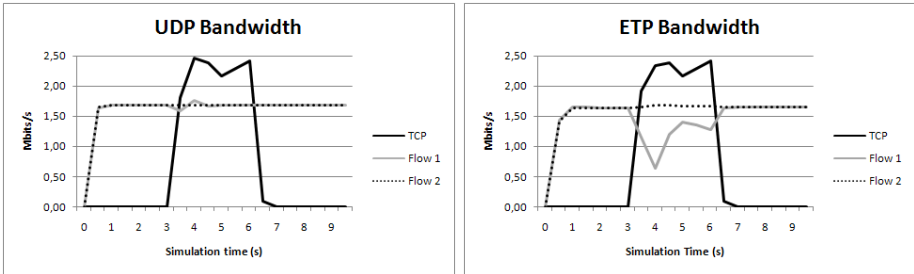 UDP Bandwidth
2,50
2,00
1,50
1,00
0,50
0,00
Mbits/s
0 1 2 3 4 5 6 7 8 9
Simulation time (s)
TCP
Flow 1
Flow 2
ETP Bandwidth
2,50
2,00
1,50
1,00
0,50
0,00
Mbits/s
0 1 2 3 4 5 6 7 8 9
Simulation Time (s)
TCP
Flow 1
Flow 2